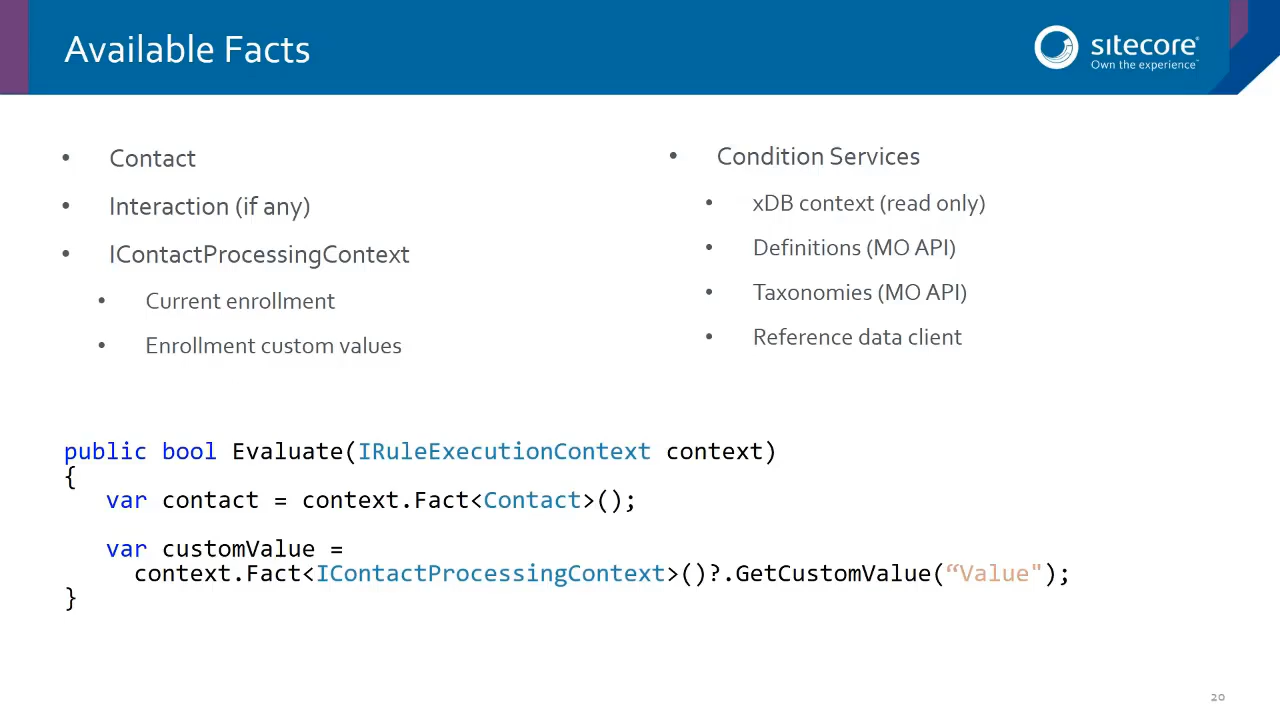 Available Facts
sitecore®
Own the experience™
• Contact
• Interaction (if any)
• IContactProcessingContext
• Current enrollment
• Enrollment custom values
• Condition Services
• xDB context (read only)
• Definitions (MO API)
• Taxonomies (MO API)
• Reference data client
public bool Evaluate(IRuleExecutionContext context)
{
var contact = context.Fact<Contact>();
var customValue =
context.Fact<IContactProcessingContext>()?.GetCustomValue(“Value");
}
20